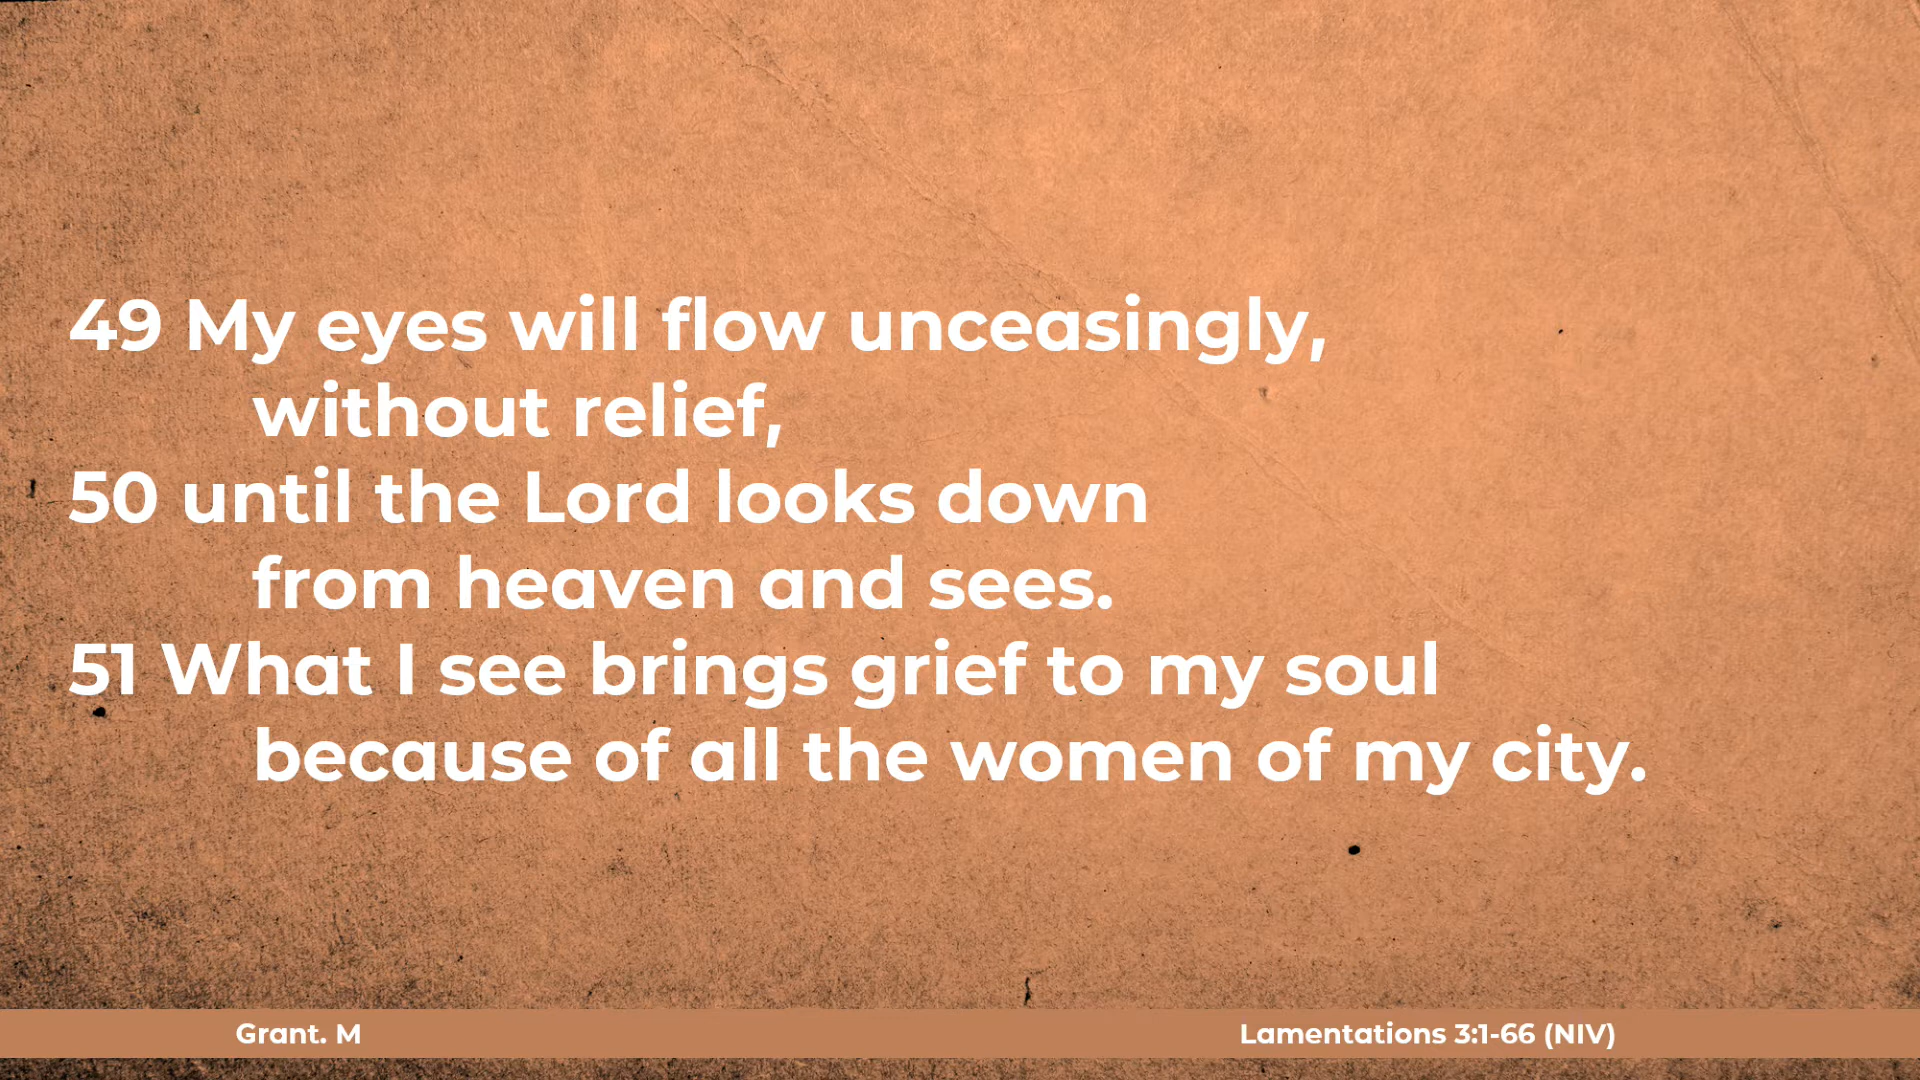 49 My eyes will flow unceasingly,
without relief,
50 until the Lord looks down
from heaven and sees.
51 What I see brings grief to my soul
because of all the women of my city.
Grant. M
Lamentations 3:1-66 (NIV)